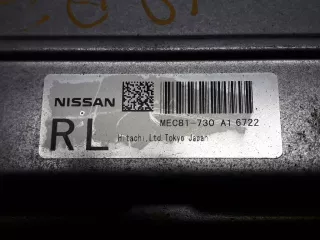 NISSAN
MEC81-730 A1 6722
RL
Hitachi,Ltd.Tokyo Japan